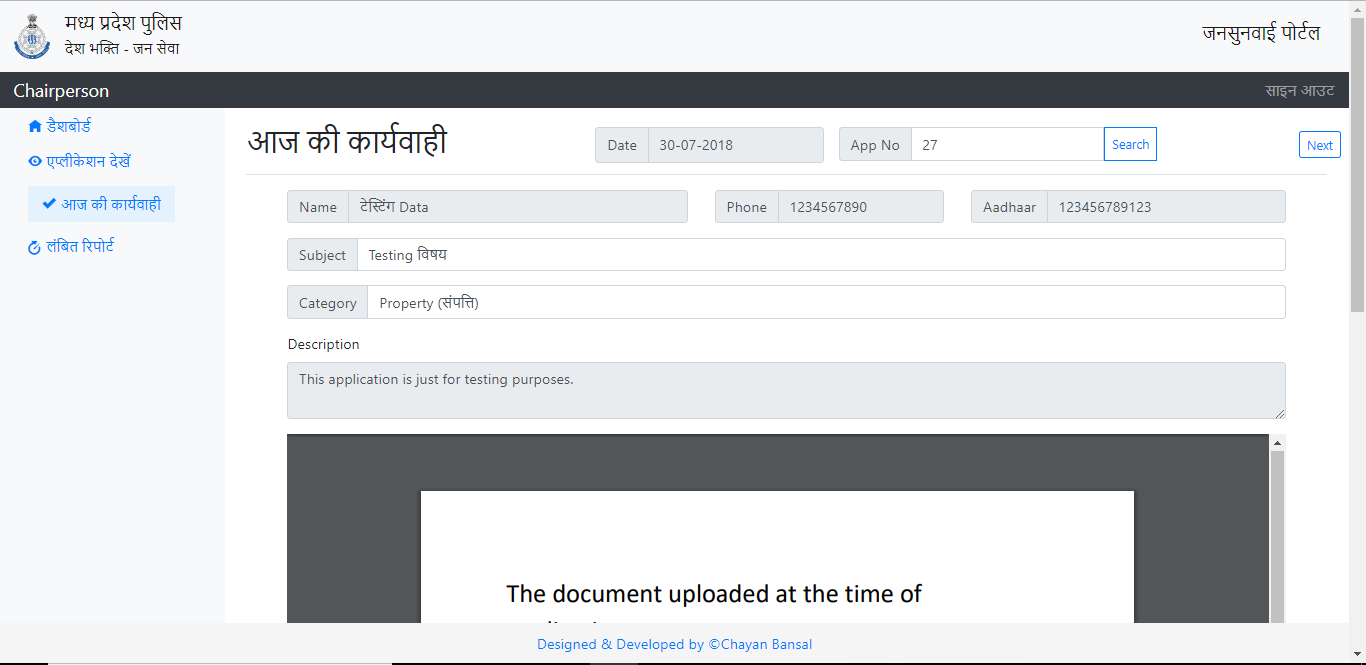 मध्य प्रदेश पुलिस
देश भक्ति - जन सेवा
जनसुनवाई पोर्टल
Chairperson
साइन आउट
डैशबोर्ड
एप्लीकेशन देखें
आज की कार्यवाही
लंबित रिपोर्ट
आज की कार्यवाही
Date 30-07-2018
App No 27 Search
Next
Name टेस्टिंग Data
Phone 1234567890
Aadhaar 123456789123
Subject Testing विषय
Category Property (संपत्ति)
Description
This application is just for testing purposes.
The document uploaded at the time of
Designed & Developed by ©Chayan Bansal